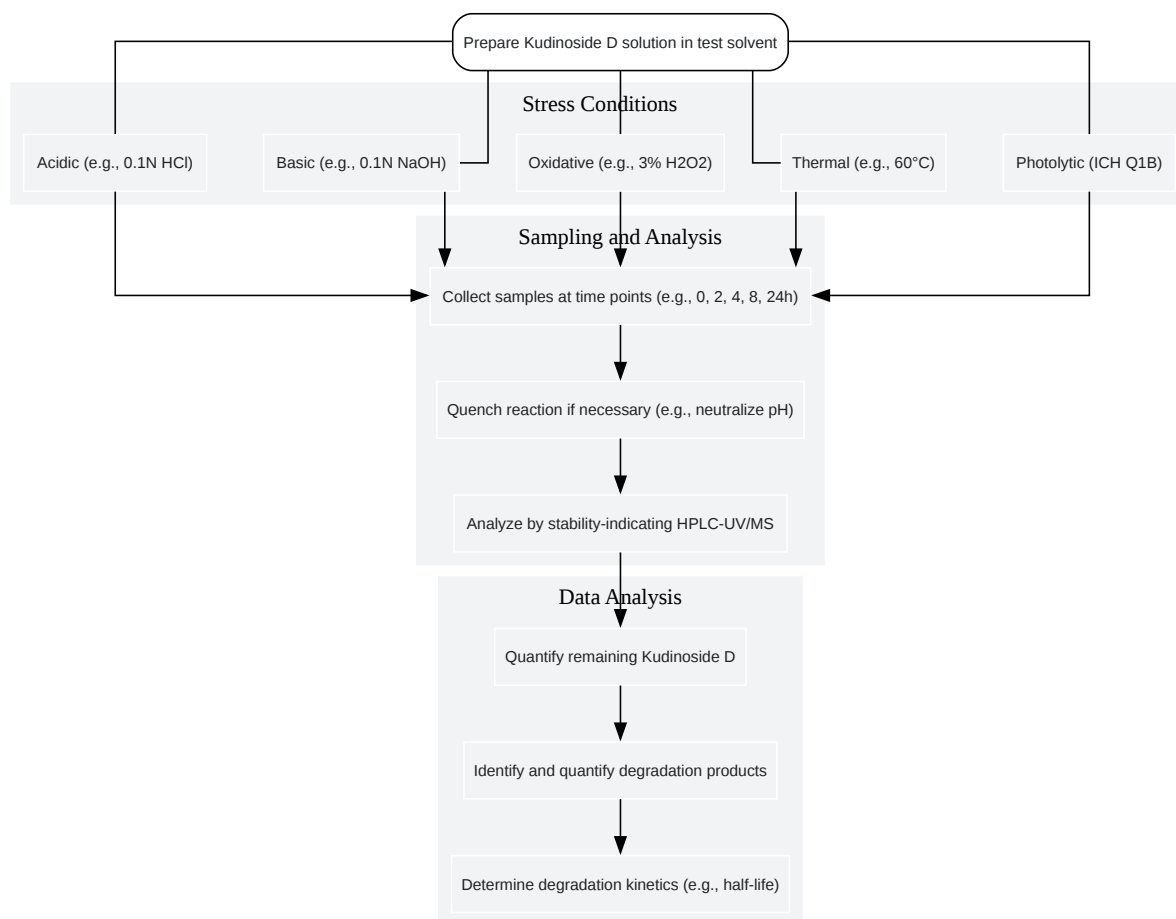 Prepare Kudinoside D solution in test solvent
Stress Conditions
Acidic (e.g., 0.1N HCl)
Basic (e.g., 0.1N NaOH)
Oxidative (e.g., 3% H2O2)
Thermal (e.g., 60°C)
Photolytic (ICH Q1B)
Sampling and Analysis
Collect samples at time points (e.g., 0, 2, 4, 8, 24h)
Quench reaction if necessary (e.g., neutralize pH)
Analyze by stability-indicating HPLC-UV/MS
Data Analysis
Quantify remaining Kudinoside D
Identify and quantify degradation products
Determine degradation kinetics (e.g., half-life)